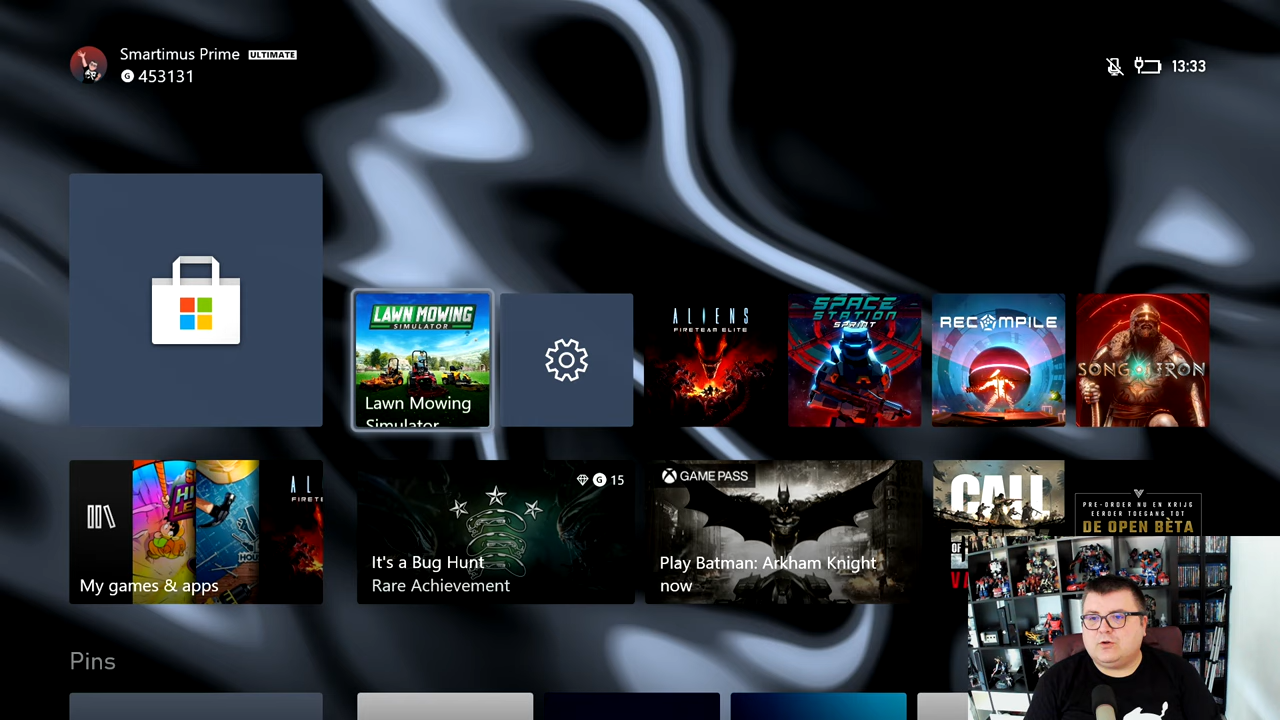 Smartimus Prime ULTIMATE
G 453131
13:33
LAWN MOWING
SIMULATOR
Lawn Mowing
Simulator
ALIENS
FIRETEAM ELITE
SPACE
STATION
SPRINT
RECOMPILE
SONG OF IRON
My games & apps
G 15
It's a Bug Hunt
Rare Achievement
GAME PASS
Play Batman: Arkham Knight
now
CALL
PRE-ORDER NU EN KRIJG
EERDER TOEGANG TOT
DE OPEN BÈTA
Pins